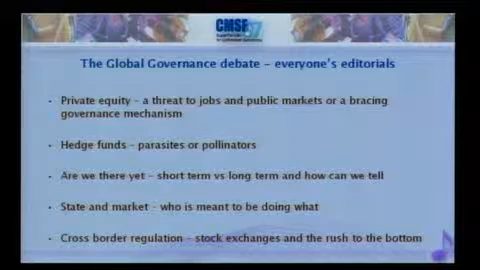 CMSF 07
The Global Governance debate – everyone's editorials
• Private equity – a threat to jobs and public markets or a bracing
governance mechanism
• Hedge funds – parasites or pollinators
• Are we there yet – short term vs long term and how can we tell
• State and market – who is meant to be doing what
• Cross border regulation – stock exchanges and the rush to the bottom